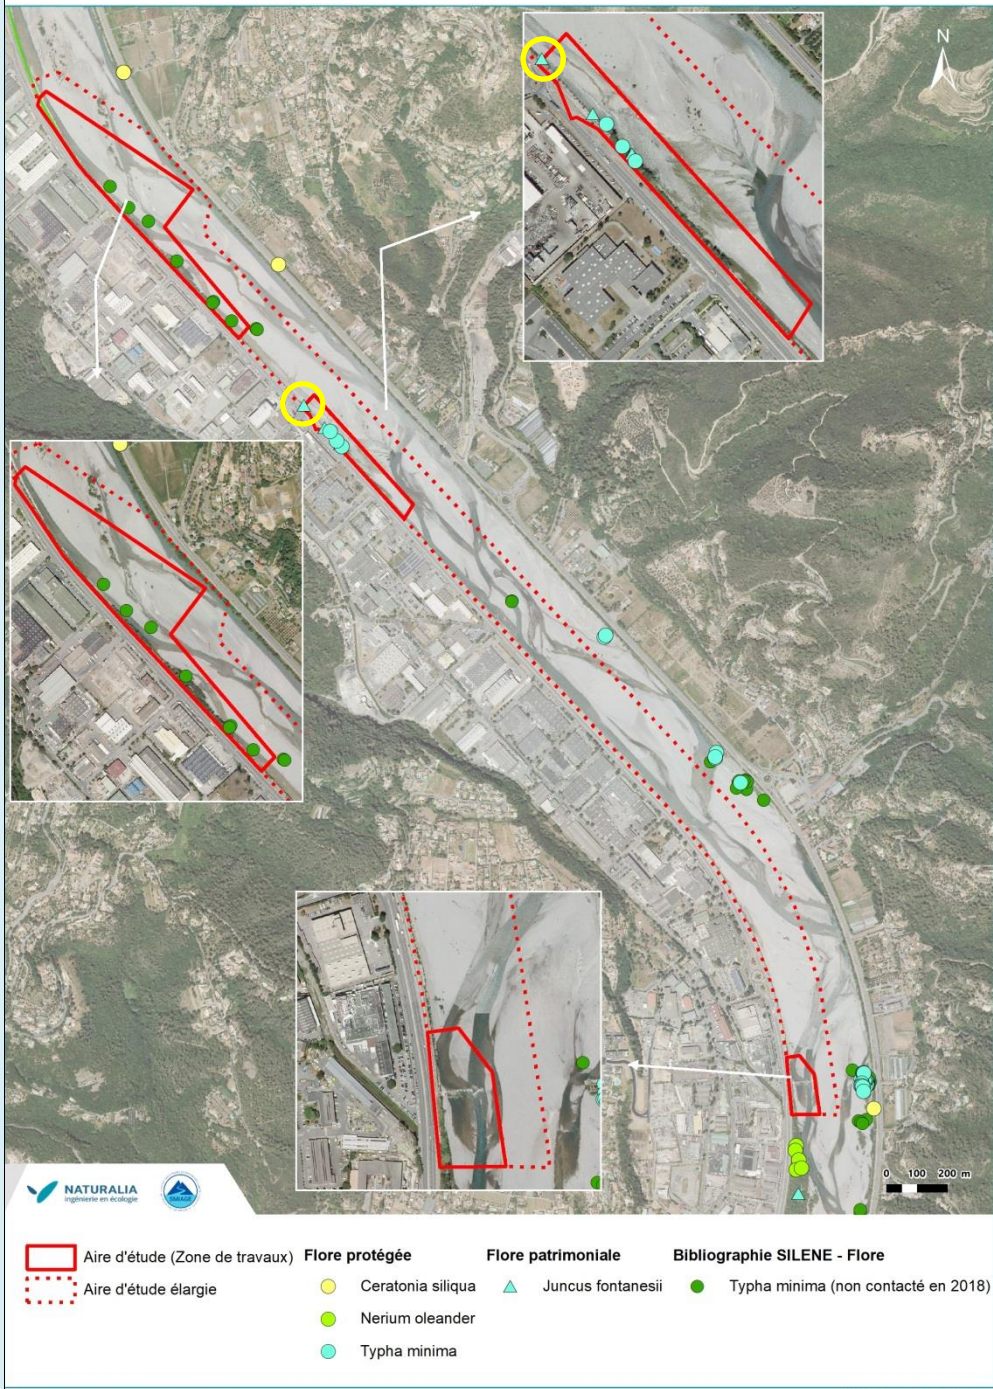 N
NATURALIA
ingénierie en écologie
SMIAGE
0 100 200 m
Aire d'étude (Zone de travaux)
Aire d'étude élargie
Flore protégée
Ceratonia siliqua
Nerium oleander
Typha minima
Flore patrimoniale
Juncus fontanesii
Bibliographie SILENE - Flore
Typha minima (non contacté en 2018)